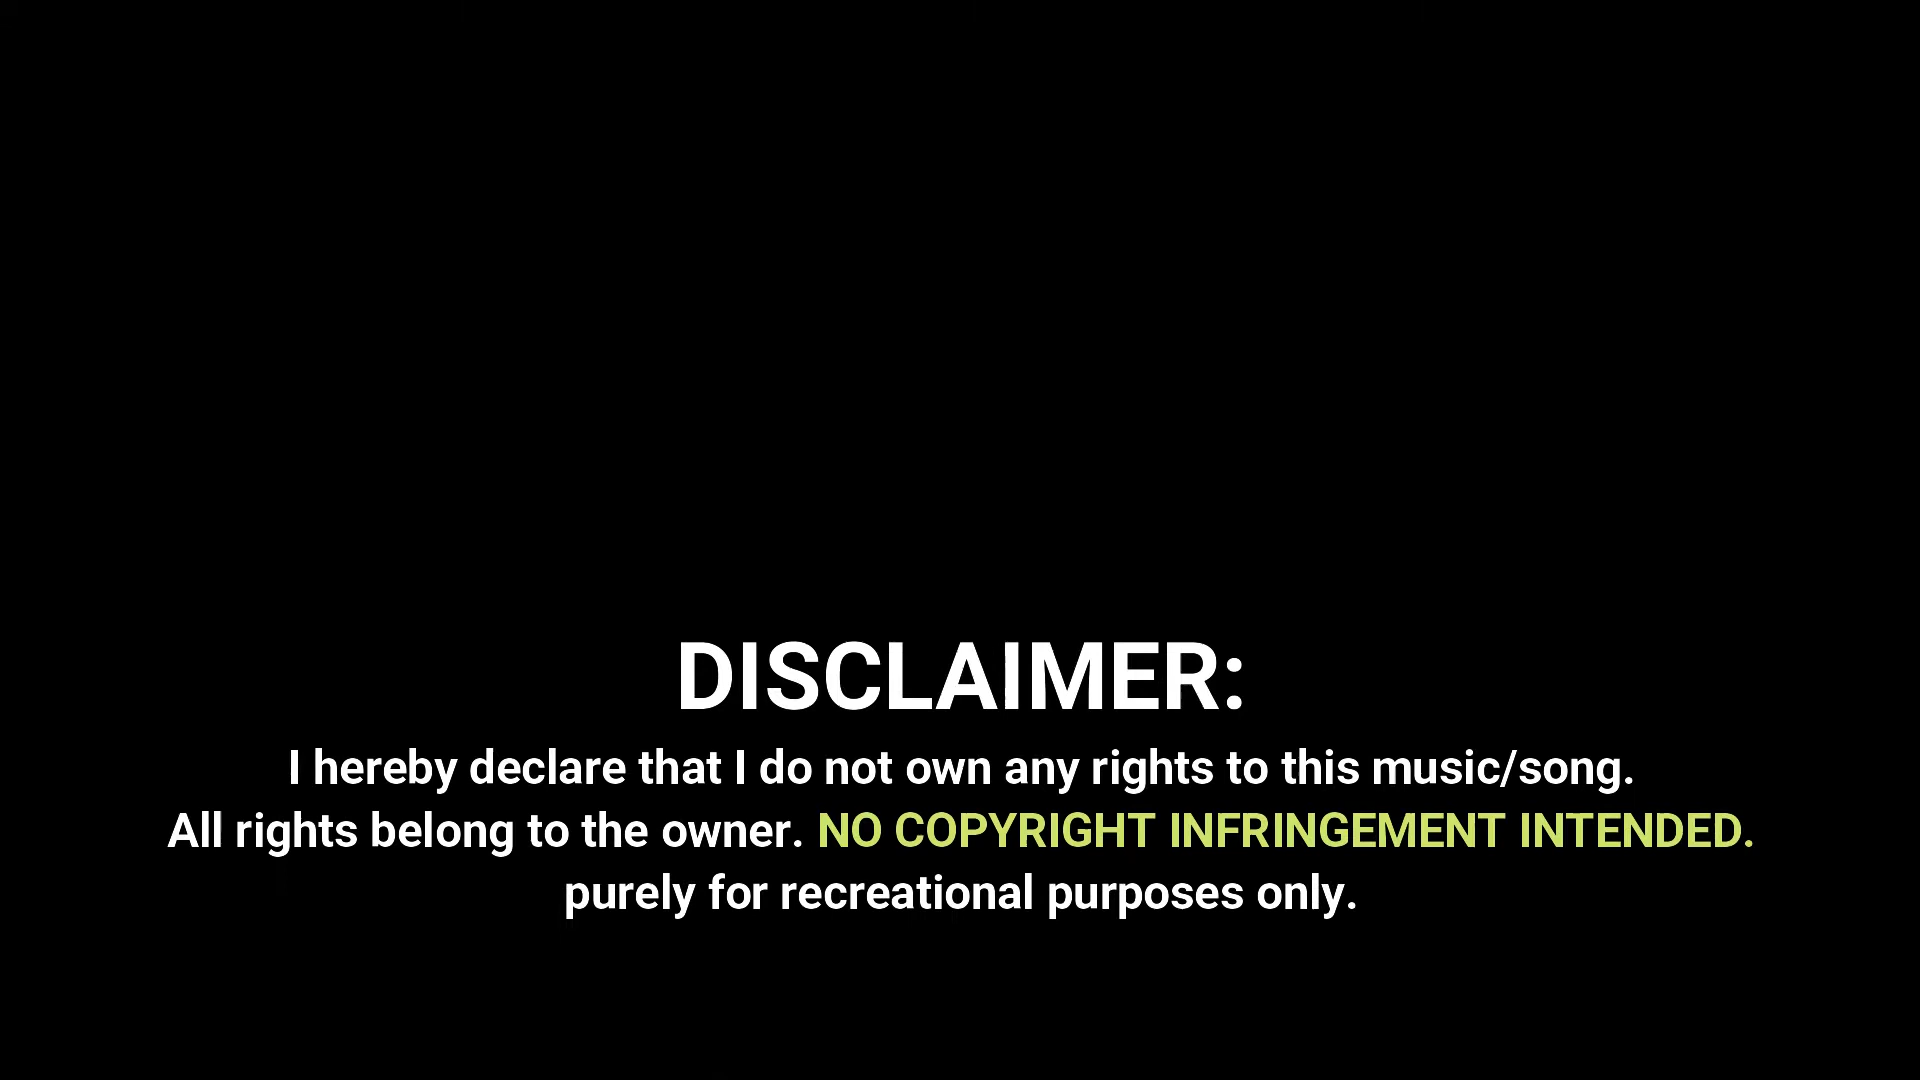 DISCLAIMER:
I hereby declare that I do not own any rights to this music/song.
All rights belong to the owner. NO COPYRIGHT INFRINGEMENT INTENDED.
purely for recreational purposes only.